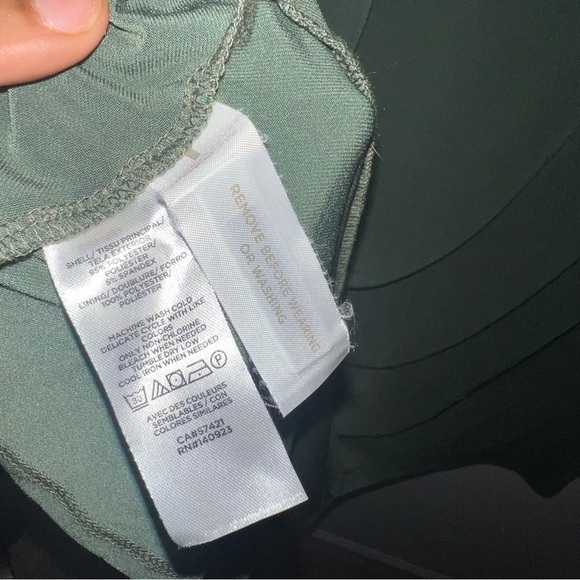 SHELL/ TISSU PRINCIPAL/
TELA EXTERIOR
95% POLYESTER/
POLIESTER
5% SPANDEX
LINING/ DOUBLURE/ FORRO
100% POLYESTER/
POLIÉSTER
MACHINE WASH COLD
DELICATE CYCLE WITH LIKE
COLORS
ONLY NON-CHLORINE
BLEACH WHEN NEEDED
TUMBLE DRY LOW
COOL IRON WHEN NEEDED
30 P
AVEC DES COULEURS
SEMBLABLES / CON
COLORES SIMILARES
CA#57421
RN#140923
REMOVE BEFORE WEARING
OR WASHING